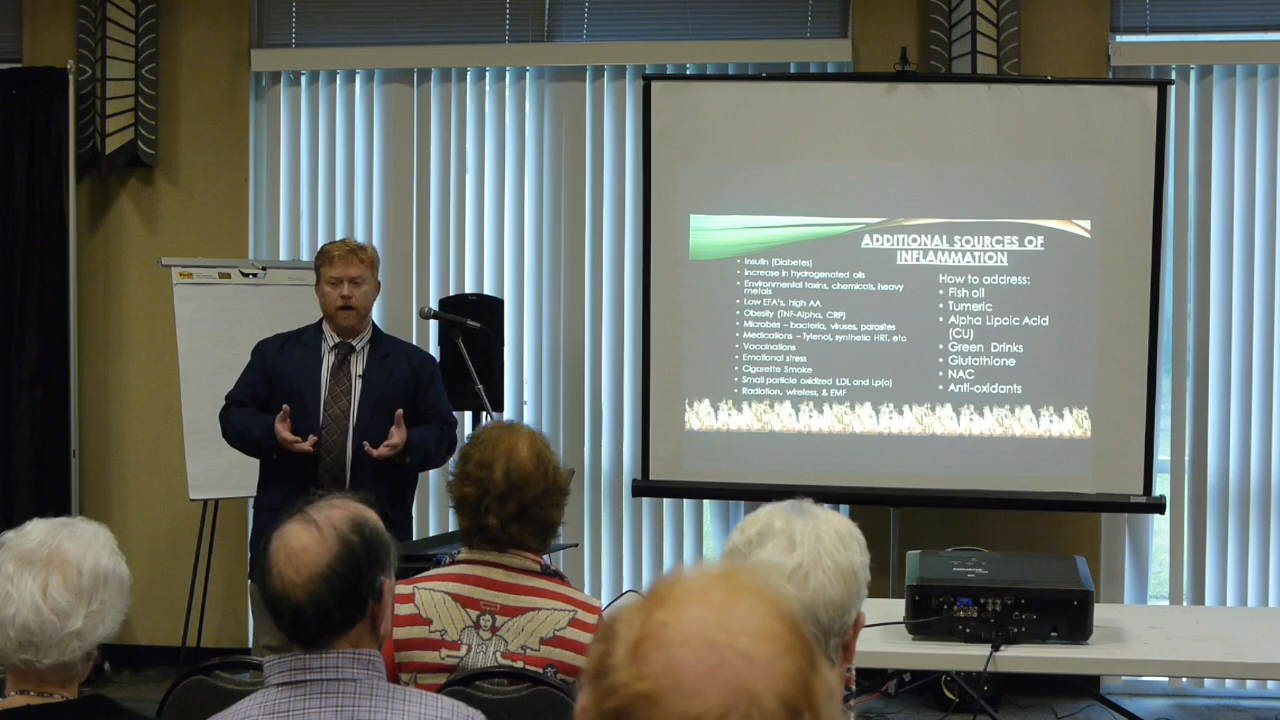 ADDITIONAL SOURCES OF
INFLAMMATION
• Insulin (Diabetes)
• Increase in hydrogenated oils
• Environmental toxins, chemicals, heavy
metals
• Low EFA's, high AA
• Obesity (TNF-Alpha, CRP)
• Microbes – bacteria, viruses, parasites
• Medications – Tylenol, synthetic HRT, etc
• Vaccinations
• Emotional stress
• Cigarette Smoke
• Small particle oxidized LDL and Lp(a)
• Radiation, wireless, & EMF
How to address:
• Fish oil
• Tumeric
• Alpha Lipoic Acid
(CU)
• Green Drinks
• Glutathione
• NAC
• Anti-oxidants